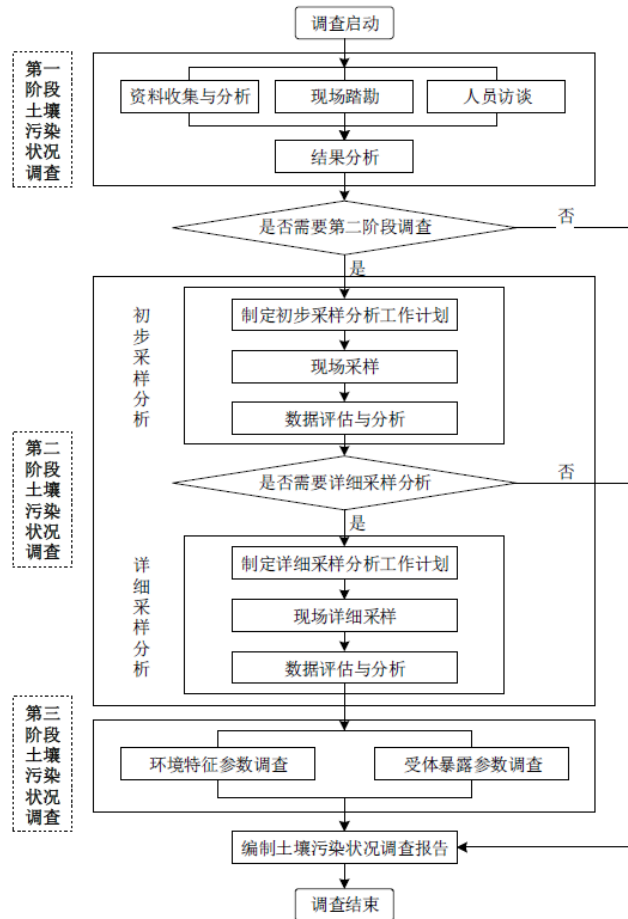 调查启动
第一
阶段
土壤
污染
状况
调查
资料收集与分析
现场踏勘
人员访谈
结果分析
是否需要第二阶段调查
否
是
初步采样分析
制定初步采样分析工作计划
现场采样
数据评估与分析
第二
阶段
土壤
污染
状况
调查
是否需要详细采样分析
否
是
详细采样分析
制定详细采样分析工作计划
现场详细采样
数据评估与分析
第三
阶段
土壤
污染
状况
调查
环境特征参数调查
受体暴露参数调查
编制土壤污染状况调查报告
调查结束